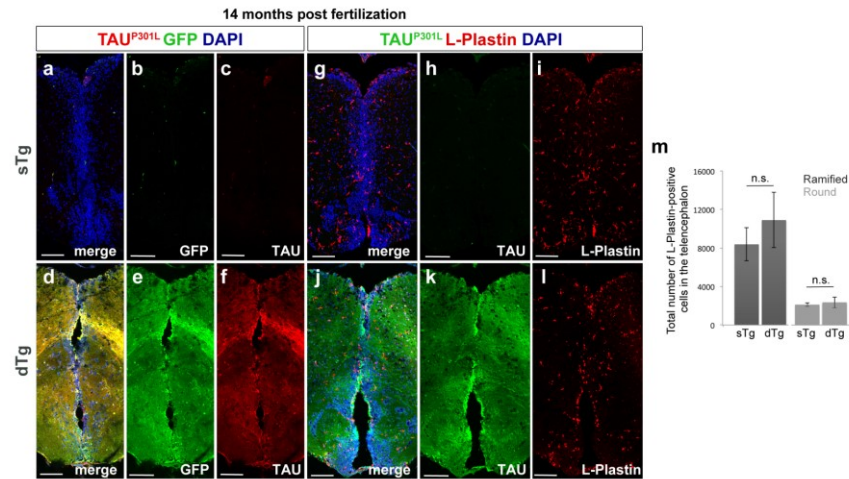 14 months post fertilization
TAUP301L GFP DAPI
TAUP301L L-Plastin DAPI
sTg
a
merge
b
GFP
c
TAU
g
merge
h
TAU
i
L-Plastin
dTg
d
merge
e
GFP
f
TAU
j
merge
k
TAU
l
L-Plastin
m
Total number of L-Plastin-positive
cells in the telencephalon
16000
12000
8000
4000
0
n.s.
n.s.
Ramified
Round
sTg dTg sTg dTg